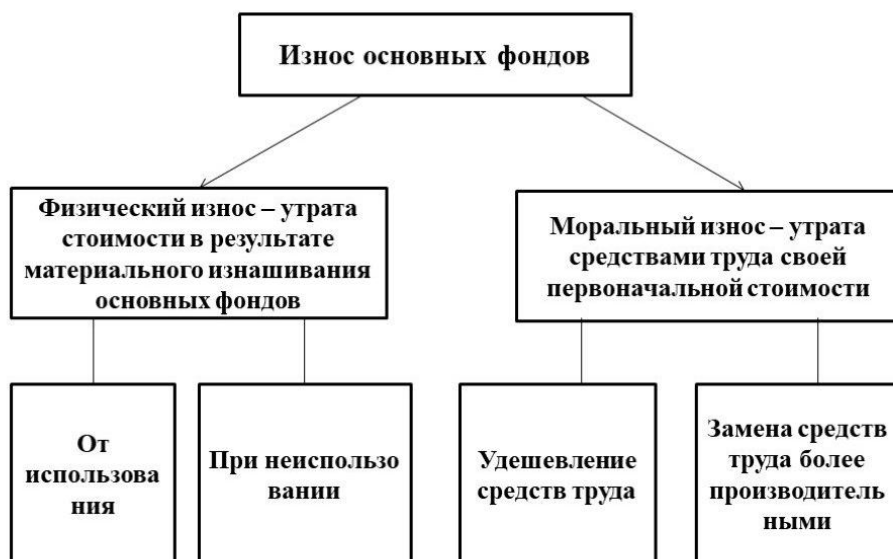 Износ основных фондов
Физический износ – утрата
стоимости в результате
материального изнашивания
основных фондов
Моральный износ – утрата
средствами труда своей
первоначальной стоимости
От
использова
ния
При неиспользо
вании
Удешевление
средств труда
Замена средств
труда более
производитель
ными